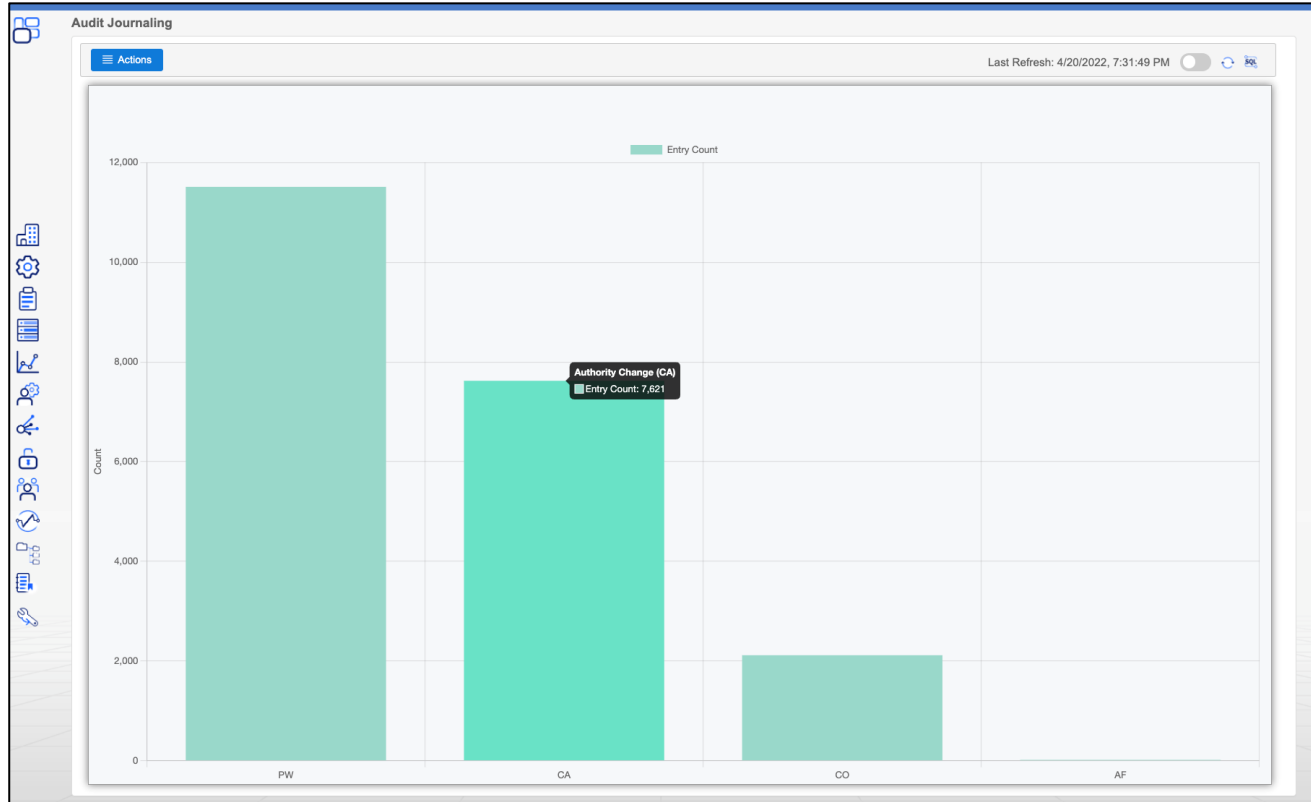 Audit Journaling
Actions
Last Refresh: 4/20/2022, 7:31:49 PM
SQL
Entry Count
12,000
10,000
8,000
6,000
4,000
2,000
0
Count
Authority Change (CA)
Entry Count: 7,621
PW
CA
CO
AF